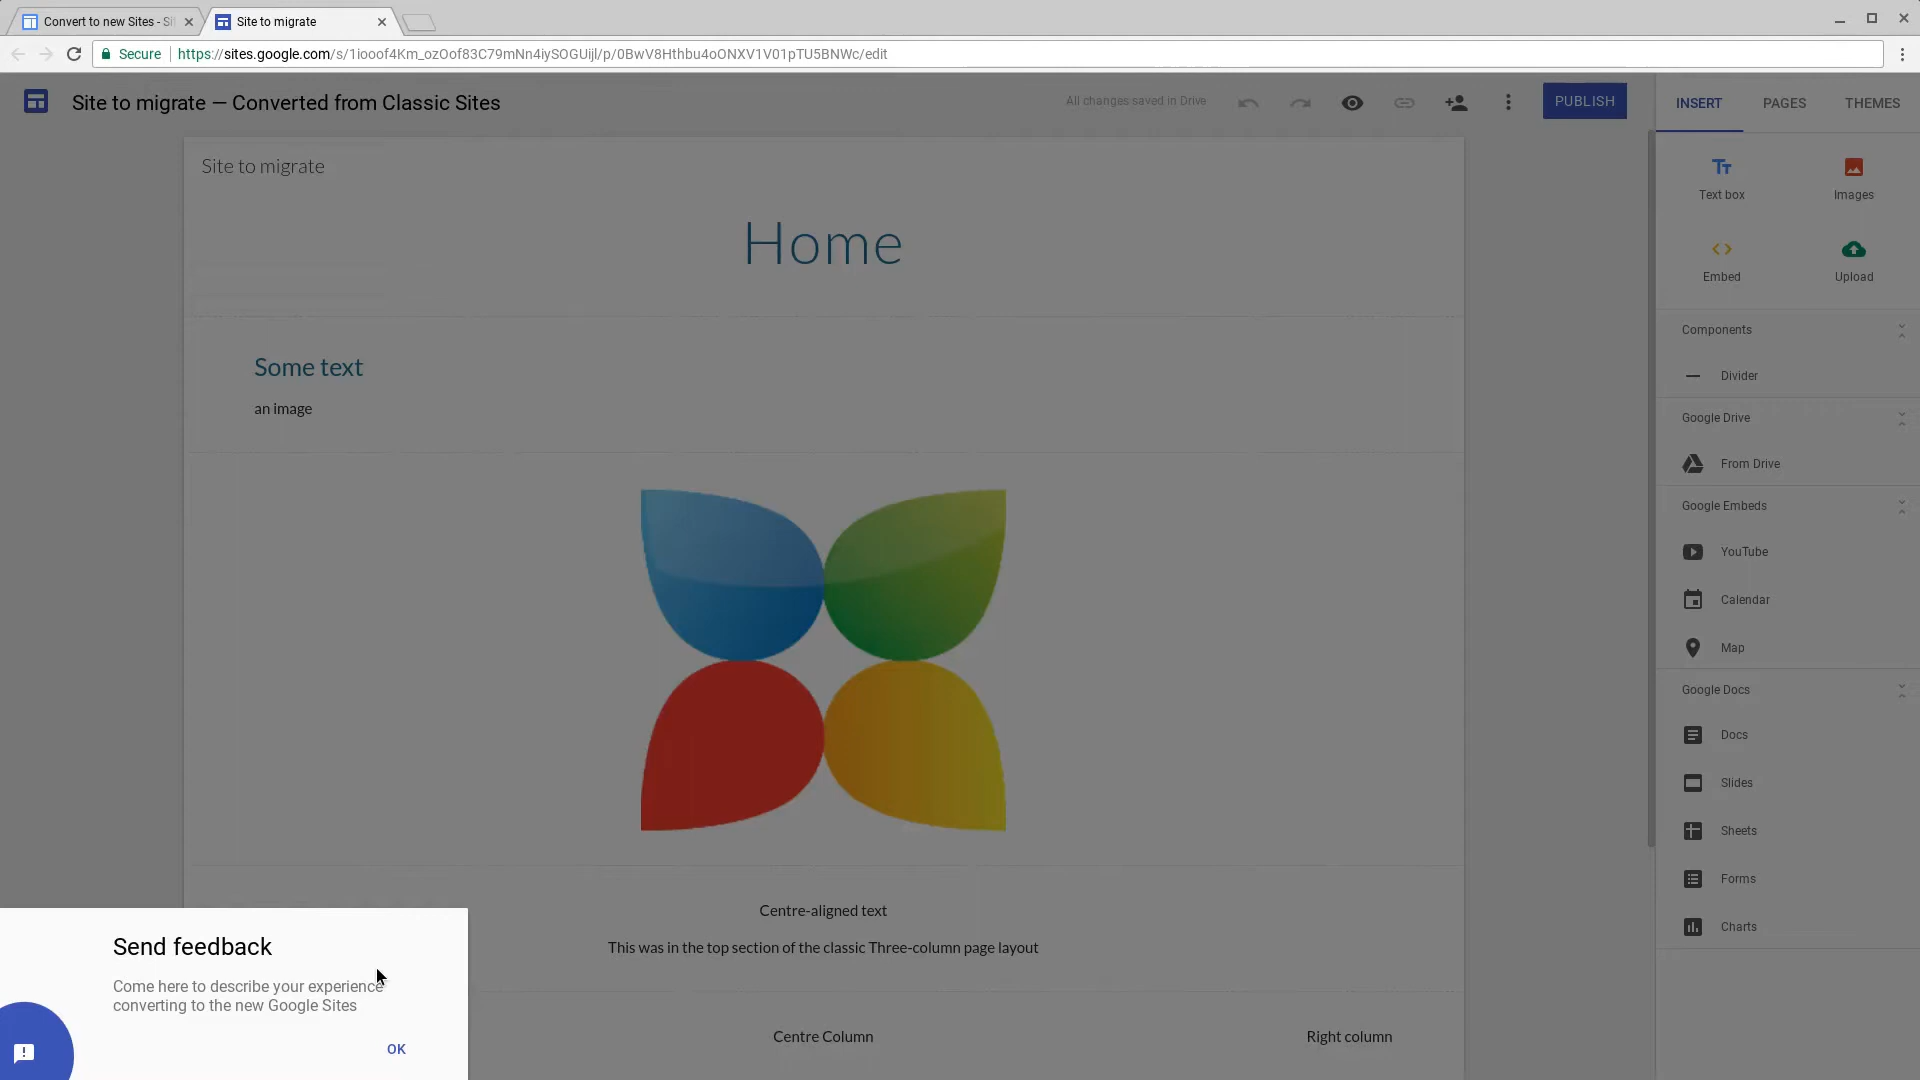 Convert to new Sites - Sit
Site to migrate
Secure
https://sites.google.com/s/1iooof4Km_ozOof83C79mNn4iySOGUijl/p/0BwV8Hthbu4oONXV1V01pTU5BNWc/edit
Site to migrate — Converted from Classic Sites
All changes saved in Drive
PUBLISH
INSERT
PAGES
THEMES
Site to migrate
Home
Some text
an image
Centre-aligned text
This was in the top section of the classic Three-column page layout
Centre Column
Right column
Text box
Images
Embed
Upload
Components
Divider
Google Drive
From Drive
Google Embeds
YouTube
Calendar
Map
Google Docs
Docs
Slides
Sheets
Forms
Charts
Send feedback
Come here to describe your experience
converting to the new Google Sites
OK